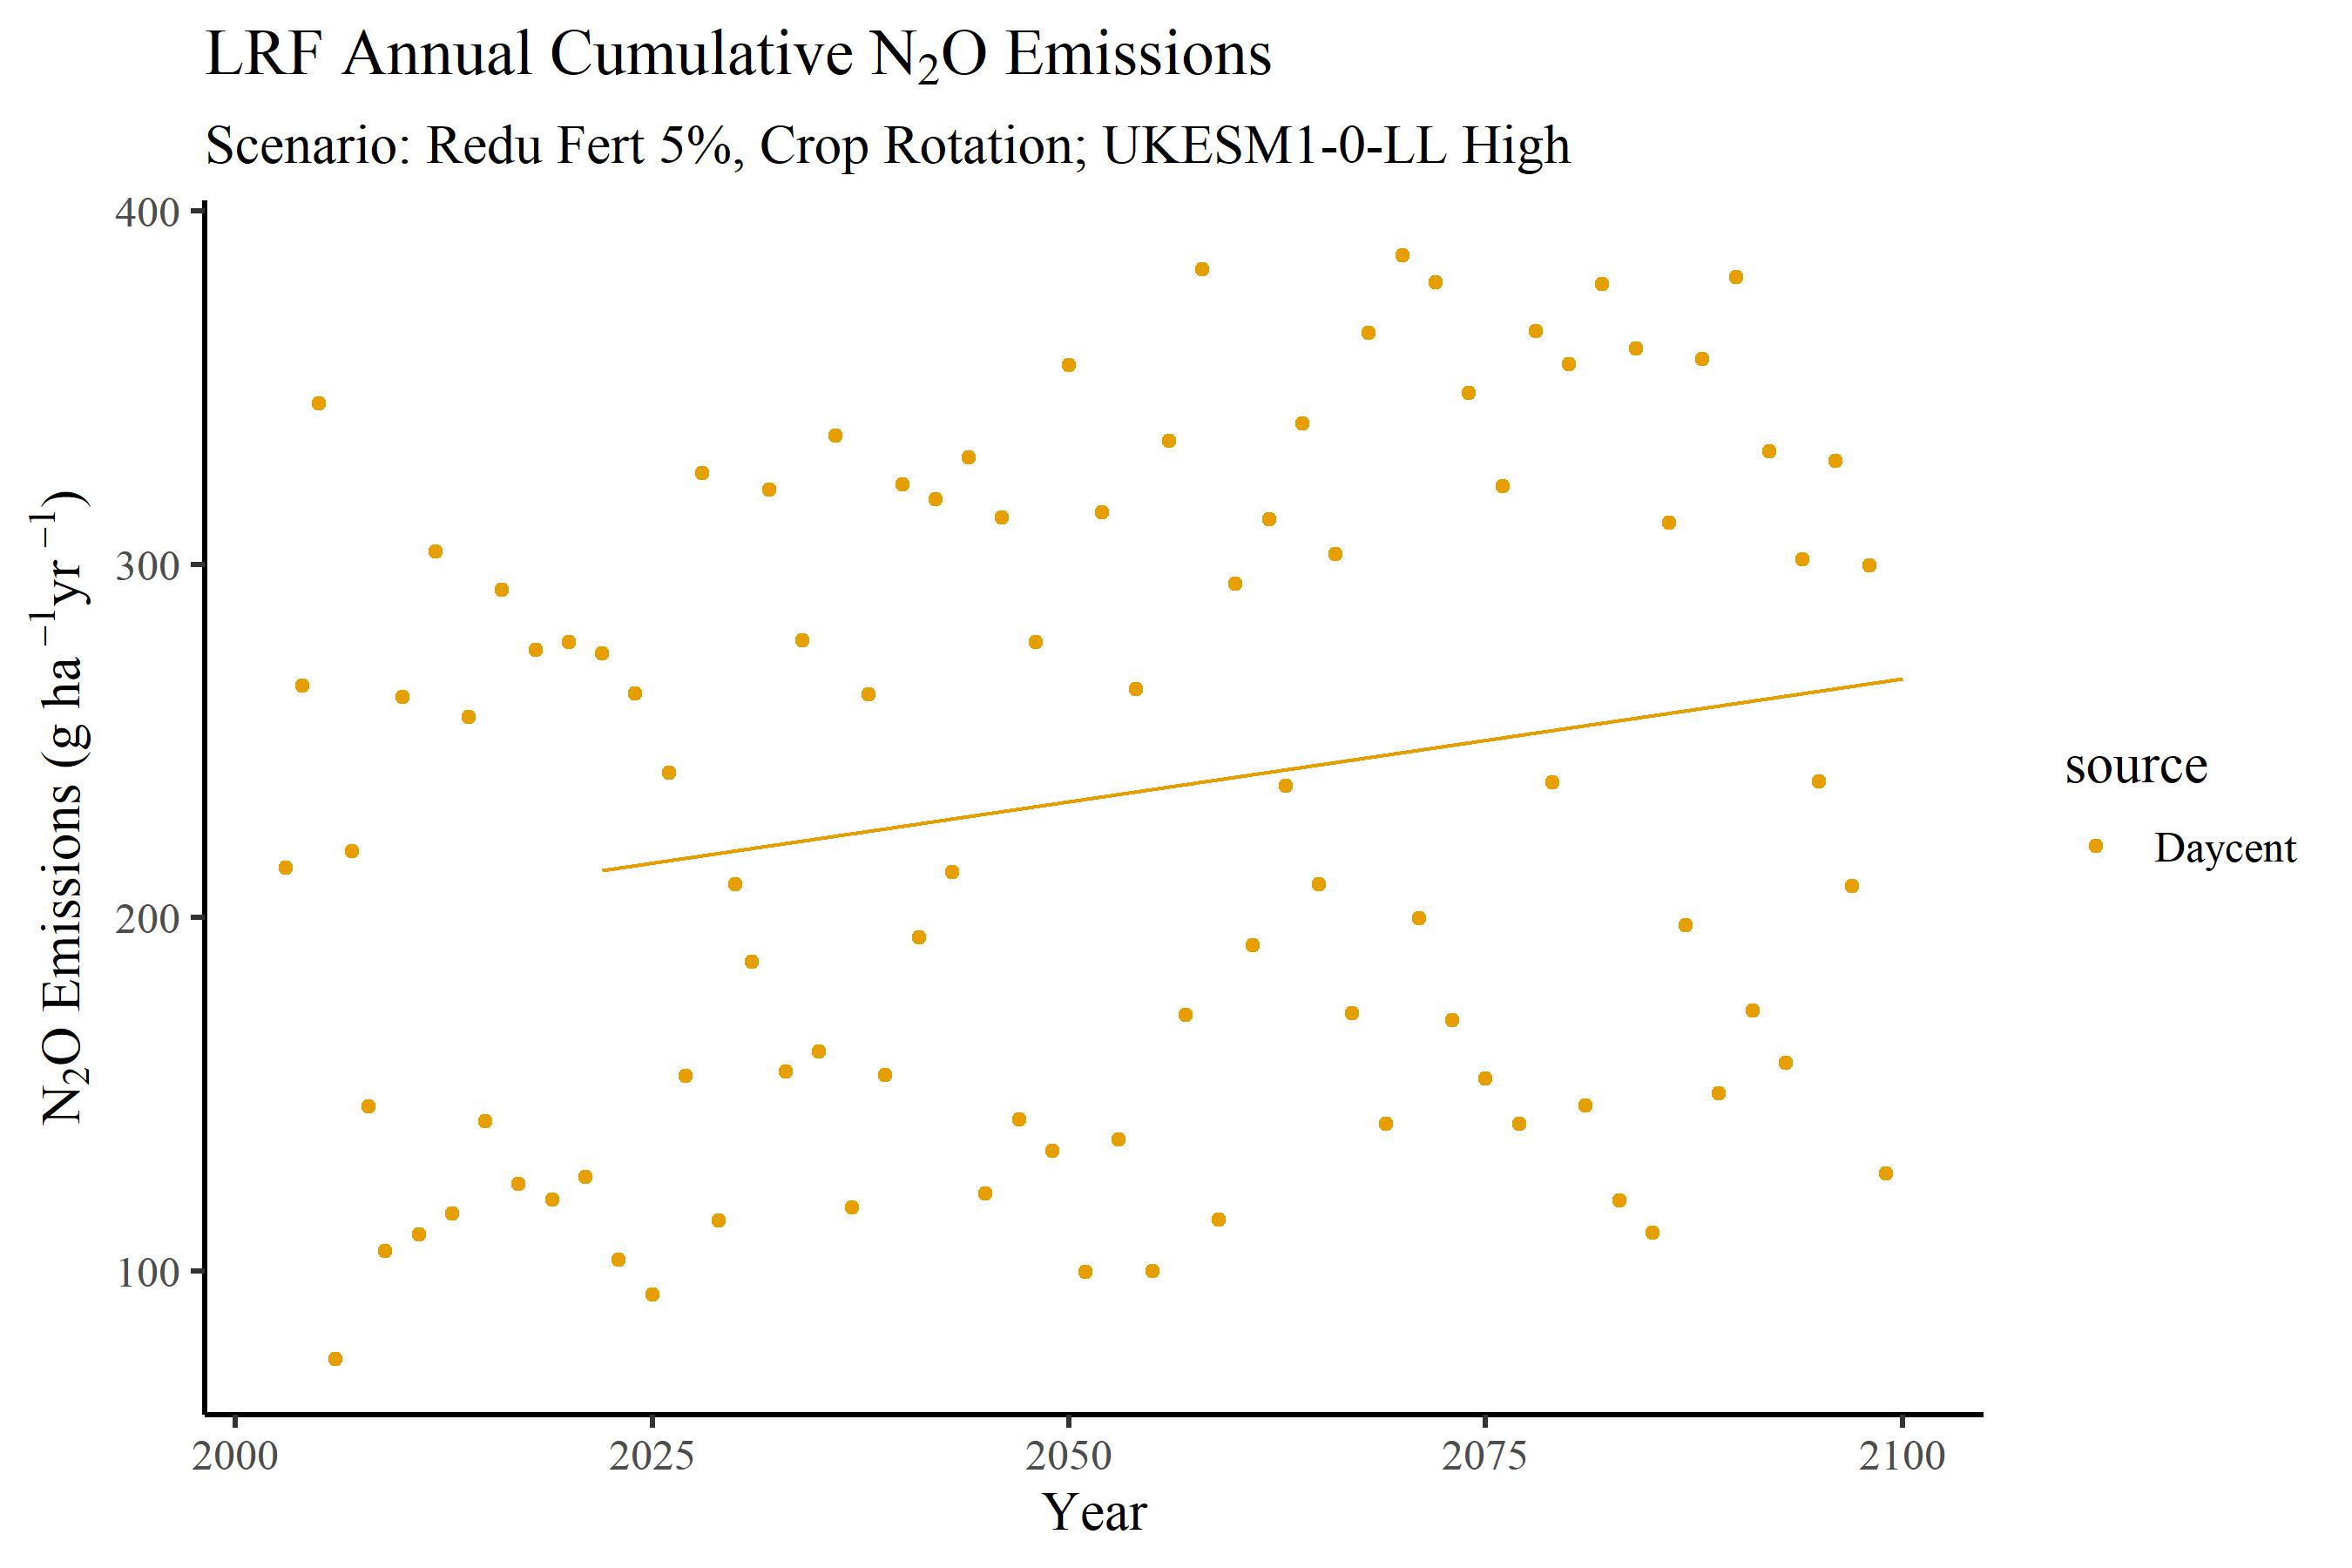 LRF Annual Cumulative N₂O Emissions
Scenario: Redu Fert 5%, Crop Rotation; UKESM1-0-LL High
N₂O Emissions (g ha ⁻¹yr ⁻¹)
400
300
200
100
2000 2025 2050 2075 2100
Year
source
Daycent